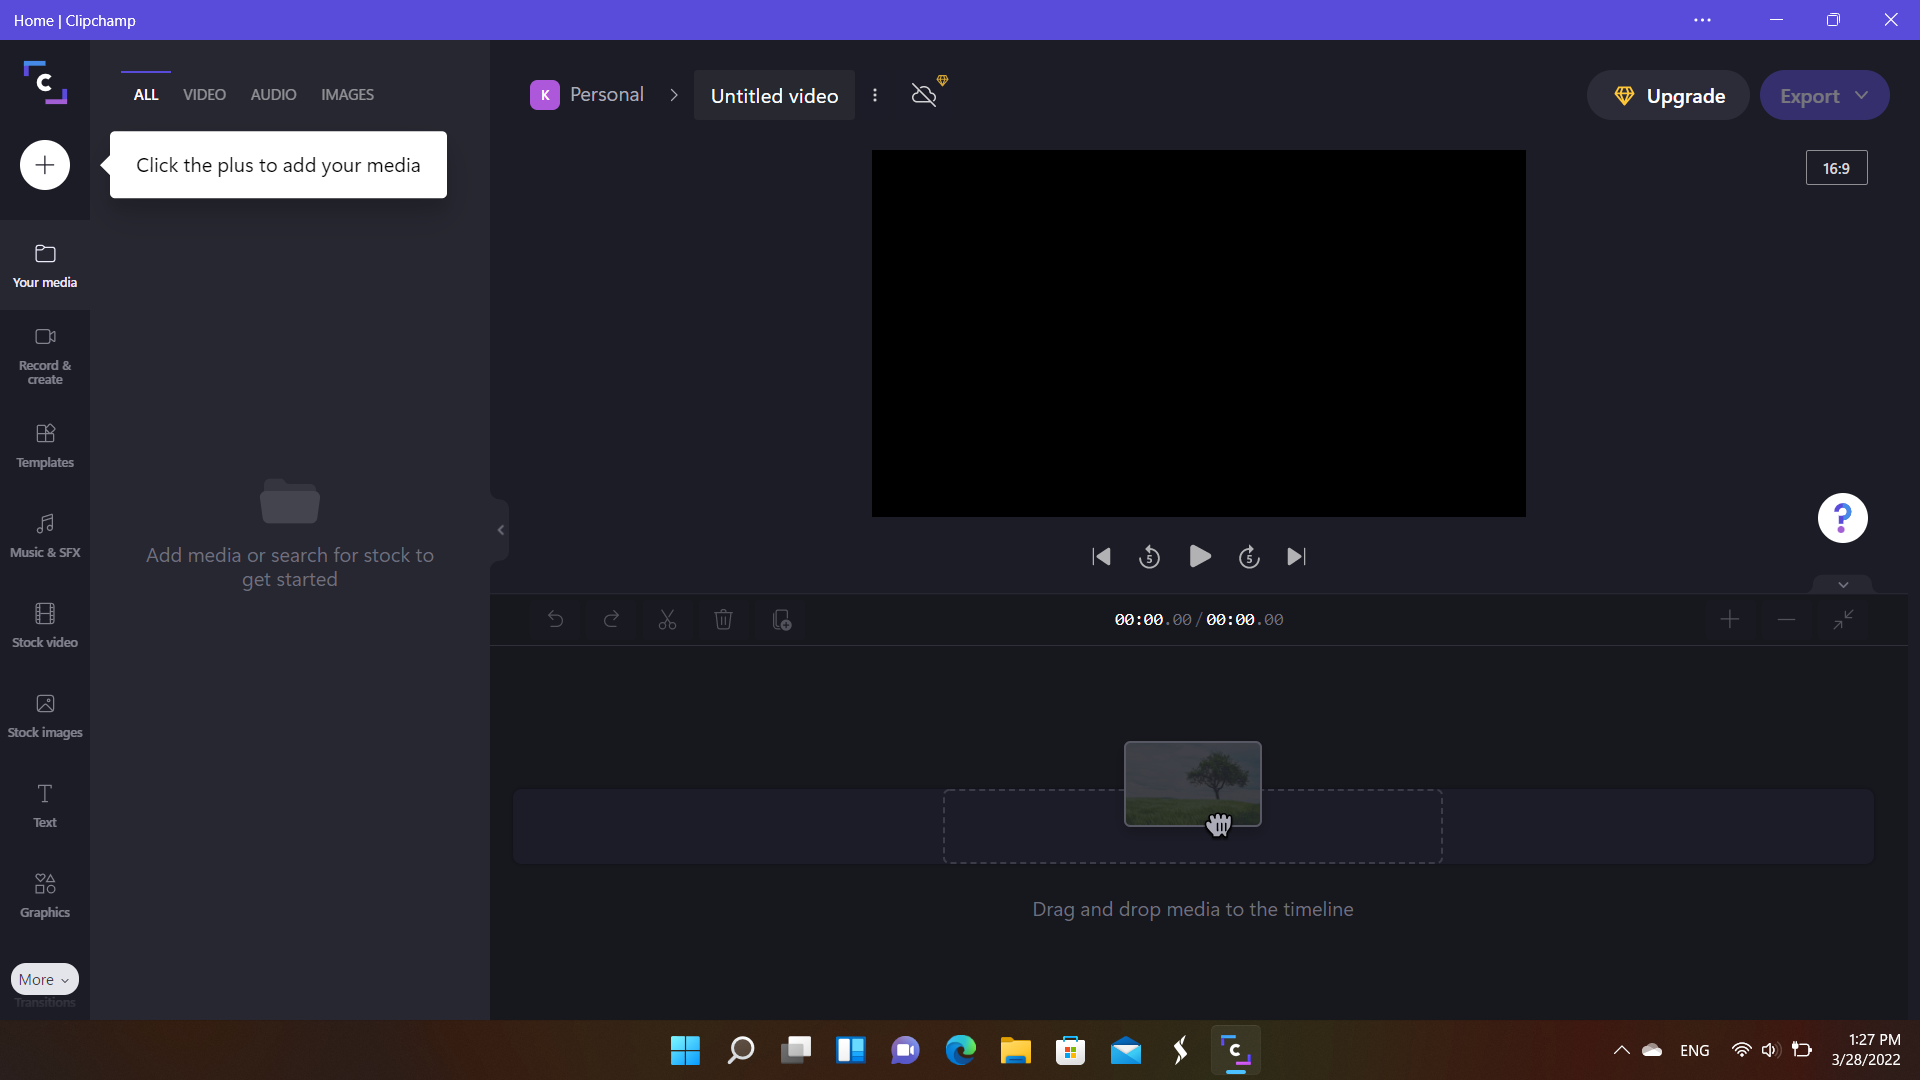 Home | Clipchamp
ALL VIDEO AUDIO IMAGES
K Personal Untitled video
Upgrade
Export
Click the plus to add your media
16:9
Your media
Record &
create
Templates
Music & SFX
Stock video
Stock images
Text
Graphics
More
Transitions
Add media or search for stock to
get started
5
5
00:00.00 / 00:00.00
Drag and drop media to the timeline
ENG
1:27 PM
3/28/2022